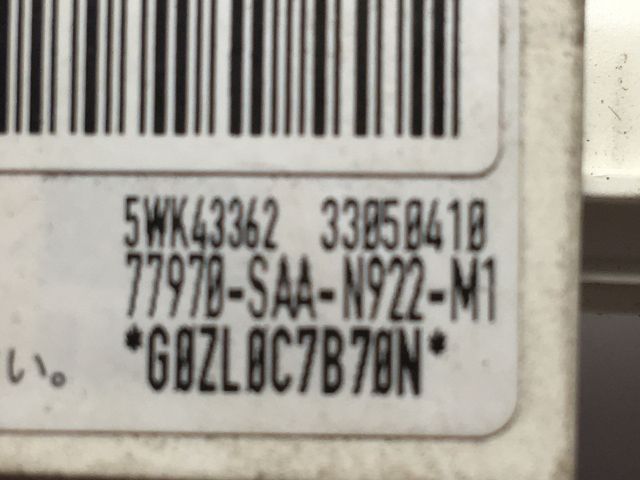 5WK43362 33050410
77970-SAA-N922-M1
*G0ZL0C7B70N*
い。